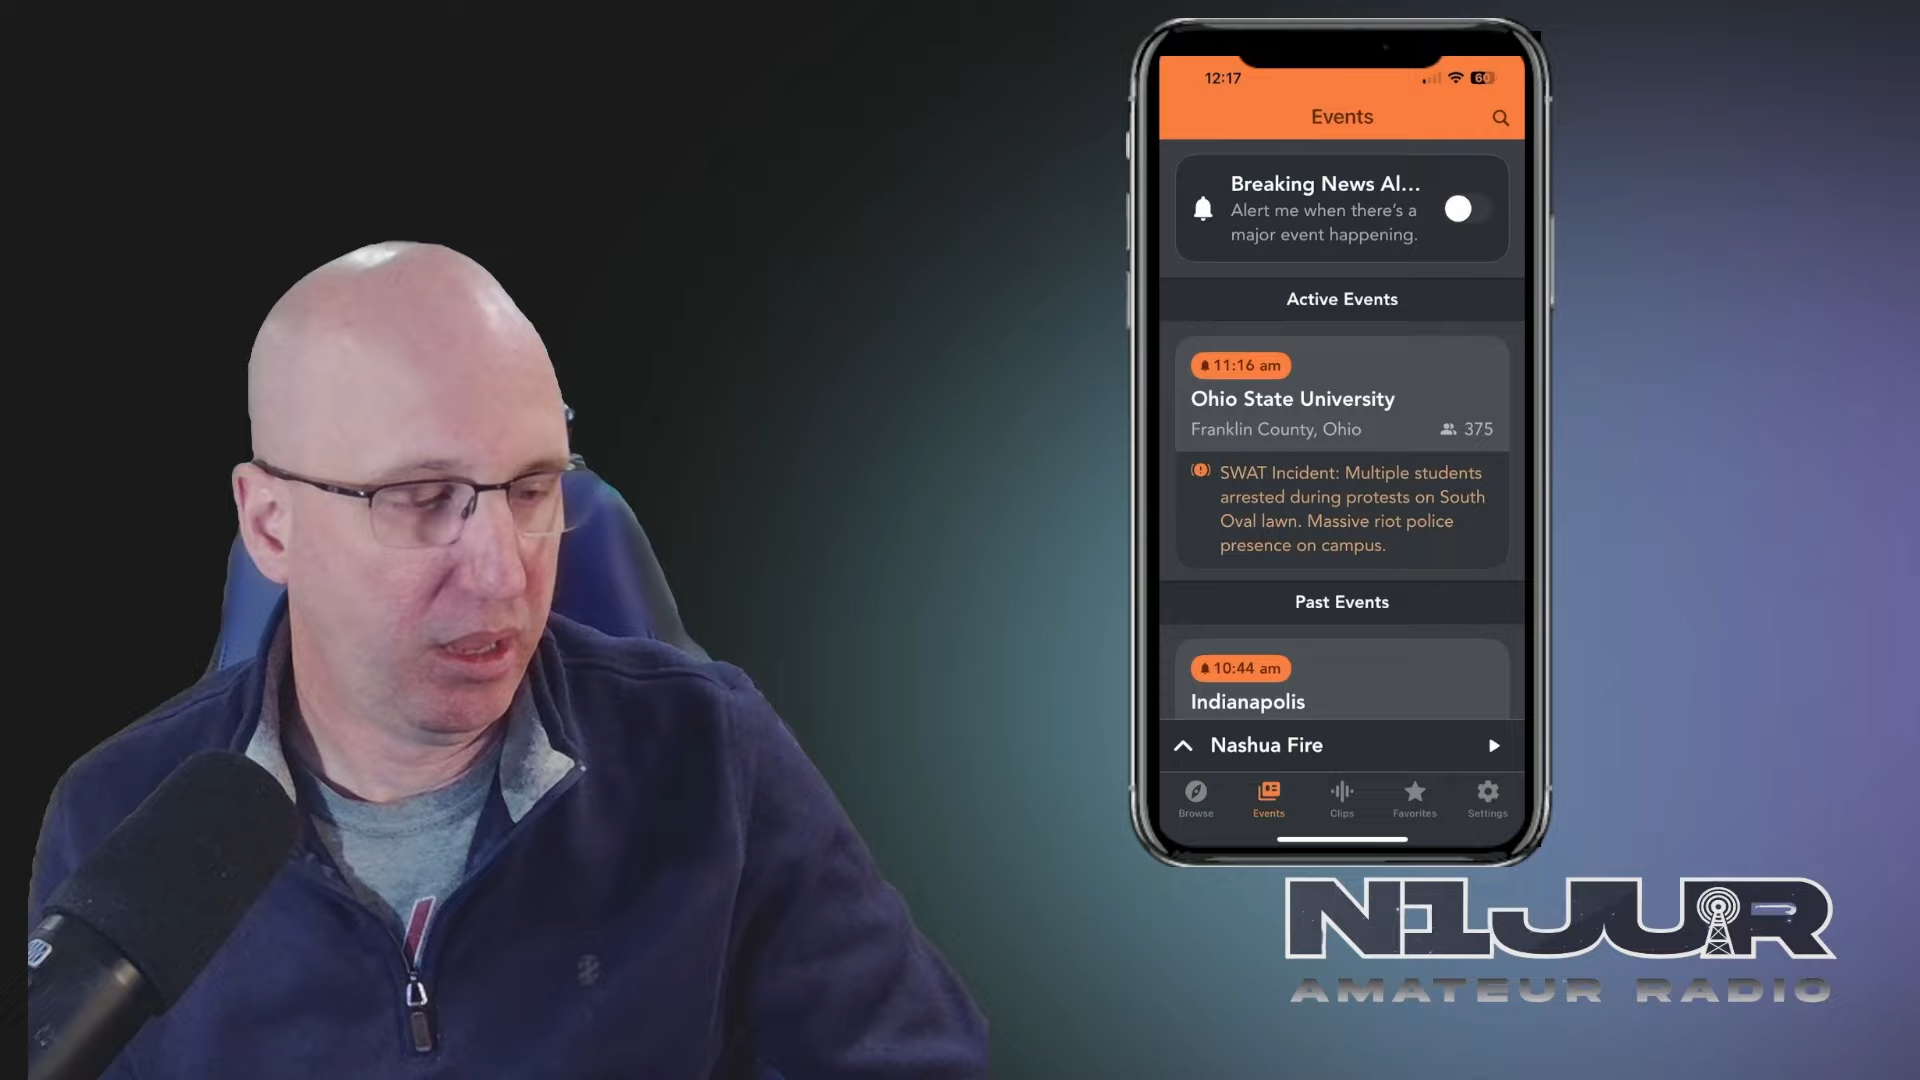 12:17
60
Events
Breaking News Al...
Alert me when there's a
major event happening.
Active Events
11:16 am
Ohio State University
Franklin County, Ohio 375
SWAT Incident: Multiple students
arrested during protests on South
Oval lawn. Massive riot police
presence on campus.
Past Events
10:44 am
Indianapolis
Nashua Fire
Browse Events Clips Favorites Settings
N1JUR
AMATEUR RADIO